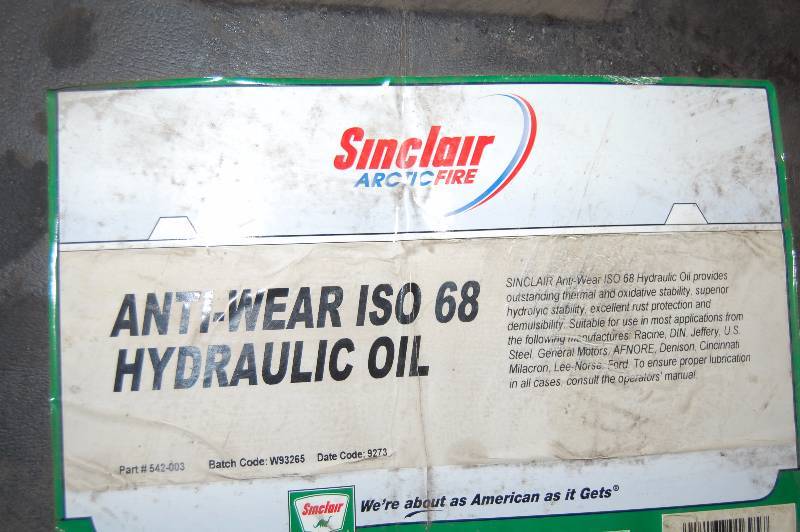 Sinclair
ARCTICFIRE
ANTI-WEAR ISO 68
HYDRAULIC OIL
SINCLAIR Anti-Wear ISO 68 Hydraulic Oil provides
outstanding thermal and oxidative stability, superior
hydrolyic stability, excellent rust protection and
demulsibility. Suitable for use in most applications from
the following manufactures: Racine, DIN, Jeffery, U.S.
Steel, General Motors, AFNORE, Denison, Cincinnati
Milacron, Lee-Norse, Ford. To ensure proper lubrication
in all cases, consult the operators' manual.
Part # 542-003 Batch Code: W93265 Date Code: 9273
Sinclair
We're about as American as it Gets®